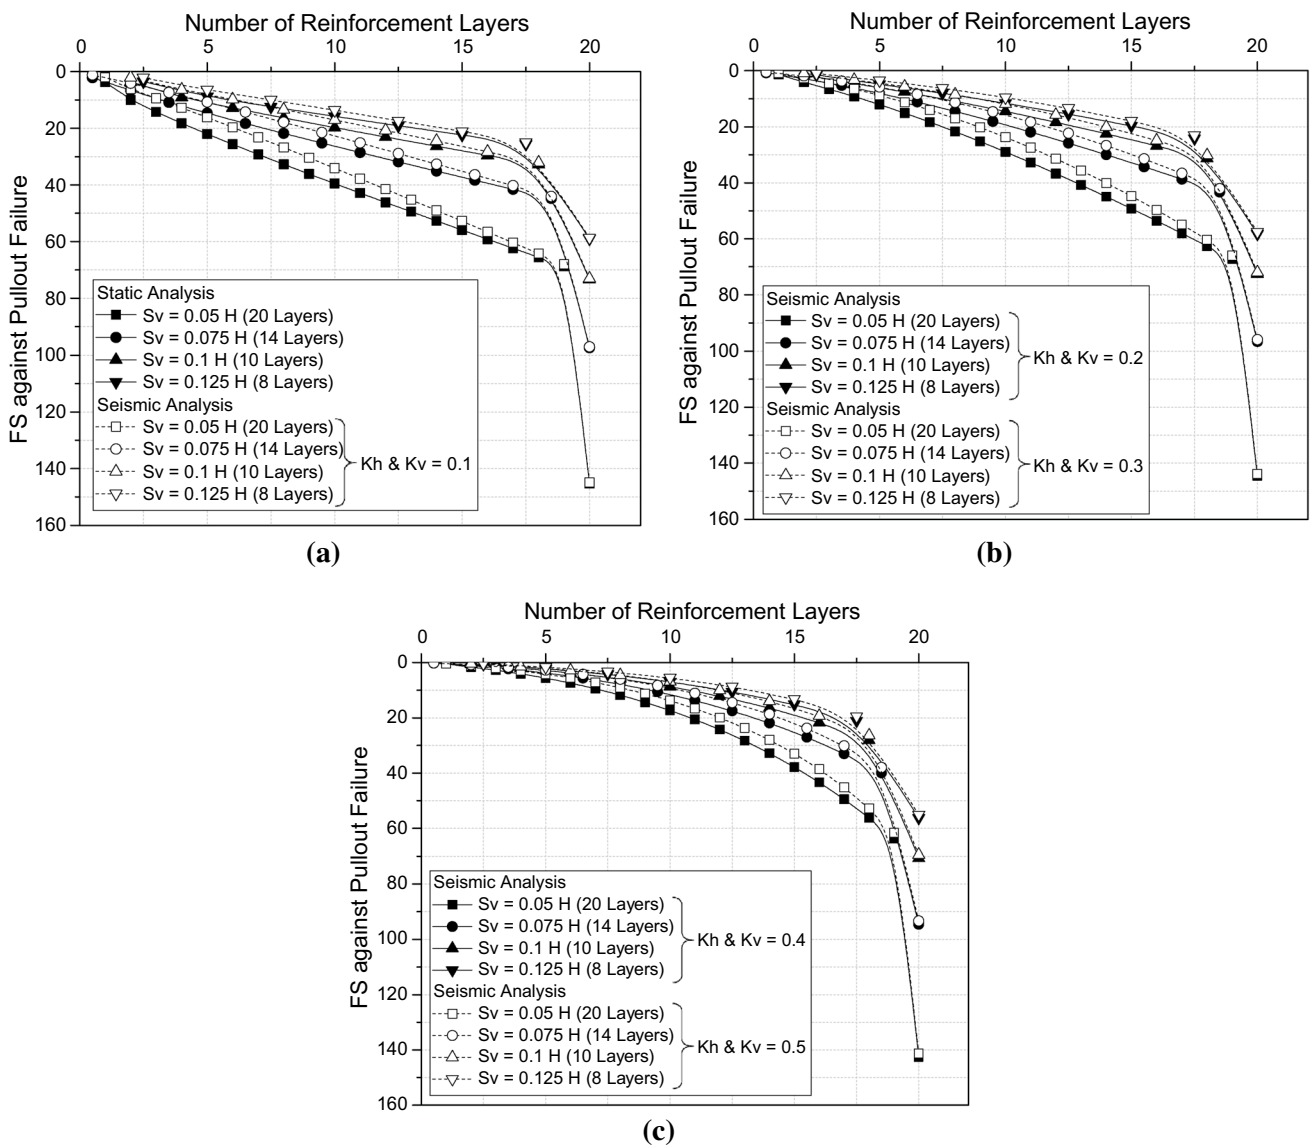 Number of Reinforcement Layers
0 5 10 15 20
FS against Pullout Failure
0
20
40
60
80
100
120
140
160
Static Analysis
Sv = 0.05 H (20 Layers)
Sv = 0.075 H (14 Layers)
Sv = 0.1 H (10 Layers)
Sv = 0.125 H (8 Layers)
Seismic Analysis
Sv = 0.05 H (20 Layers)
Sv = 0.075 H (14 Layers)
Sv = 0.1 H (10 Layers)
Sv = 0.125 H (8 Layers)
Kh & Kv = 0.1
(a)
Number of Reinforcement Layers
0 5 10 15 20
FS against Pullout Failure
0
20
40
60
80
100
120
140
160
Seismic Analysis
Sv = 0.05 H (20 Layers)
Sv = 0.075 H (14 Layers)
Sv = 0.1 H (10 Layers)
Sv = 0.125 H (8 Layers)
Kh & Kv = 0.2
Seismic Analysis
Sv = 0.05 H (20 Layers)
Sv = 0.075 H (14 Layers)
Sv = 0.1 H (10 Layers)
Sv = 0.125 H (8 Layers)
Kh & Kv = 0.3
(b)
Number of Reinforcement Layers
0 5 10 15 20
FS against Pullout Failure
0
20
40
60
80
100
120
140
160
Seismic Analysis
Sv = 0.05 H (20 Layers)
Sv = 0.075 H (14 Layers)
Sv = 0.1 H (10 Layers)
Sv = 0.125 H (8 Layers)
Kh & Kv = 0.4
Seismic Analysis
Sv = 0.05 H (20 Layers)
Sv = 0.075 H (14 Layers)
Sv = 0.1 H (10 Layers)
Sv = 0.125 H (8 Layers)
Kh & Kv = 0.5
(c)